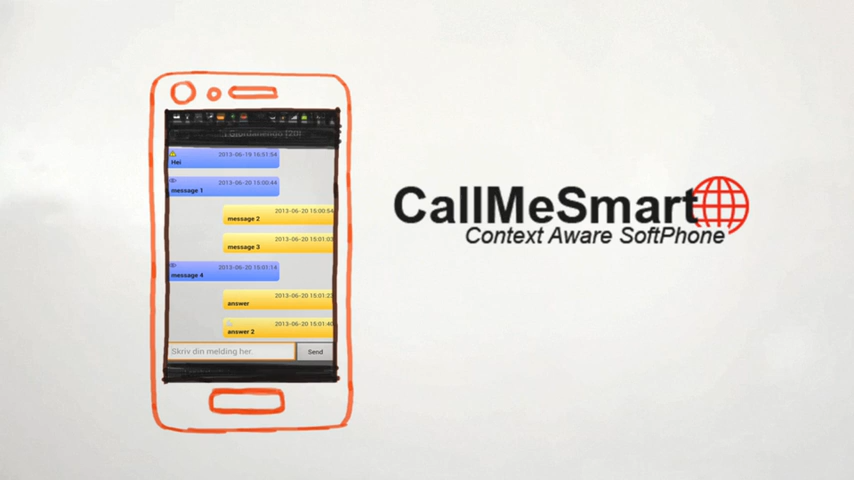 2013-06-19 16:51:54
Hei
2013-06-20 15:00:44
message 1
2013-06-20 15:00:54
message 2
2013-06-20 15:01:03
message 3
2013-06-20 15:01:14
message 4
2013-06-20 15:01:23
answer
2013-06-20 15:01:40
answer 2
Skriv din melding her.
Send
CallMeSmart
Context Aware SoftPhone